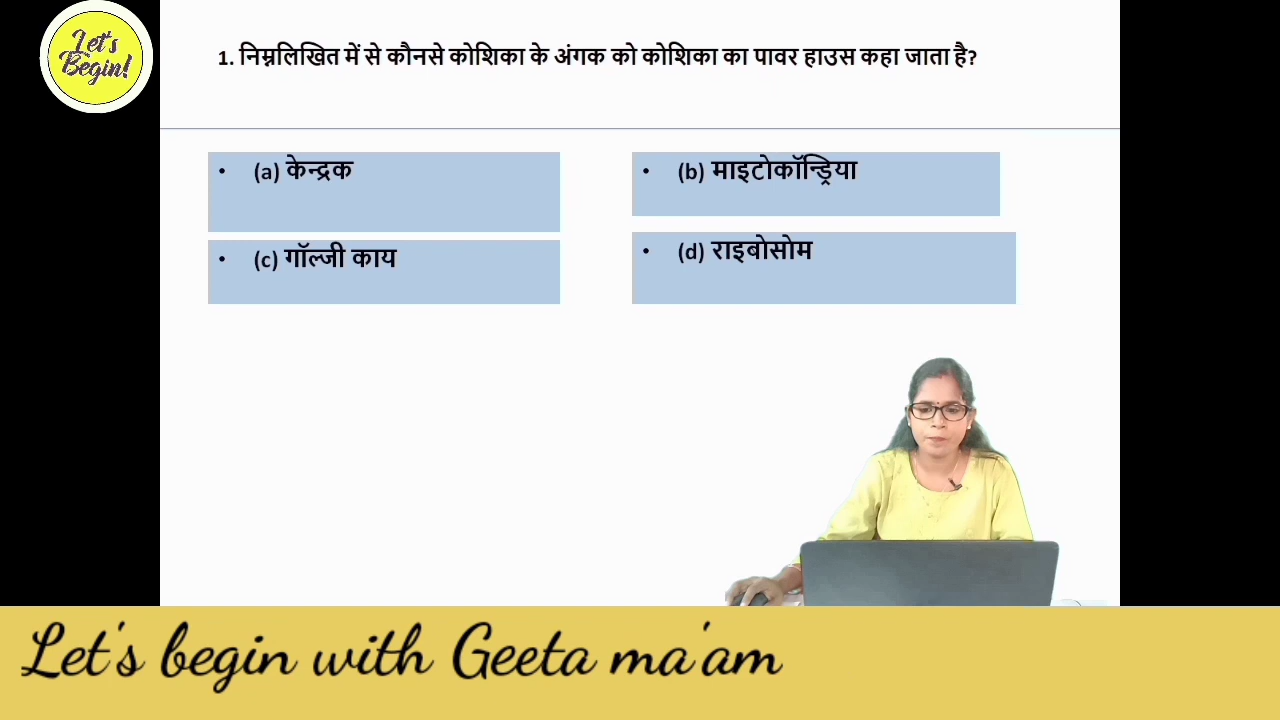 Let's
Begin!
1. निम्नलिखित में से कौनसे कोशिका के अंगक को कोशिका का पावर हाउस कहा जाता है?
• (a) केन्द्रक
• (b) माइटोकॉन्ड्रिया
• (c) गॉल्जी काय
• (d) राइबोसोम
Let's begin with Geeta ma'am